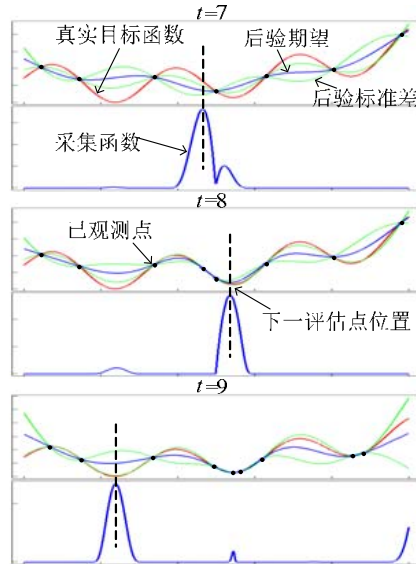 t=7
真实目标函数
后验期望
后验标准差
采集函数
t=8
已观测点
下一评估点位置
t=9